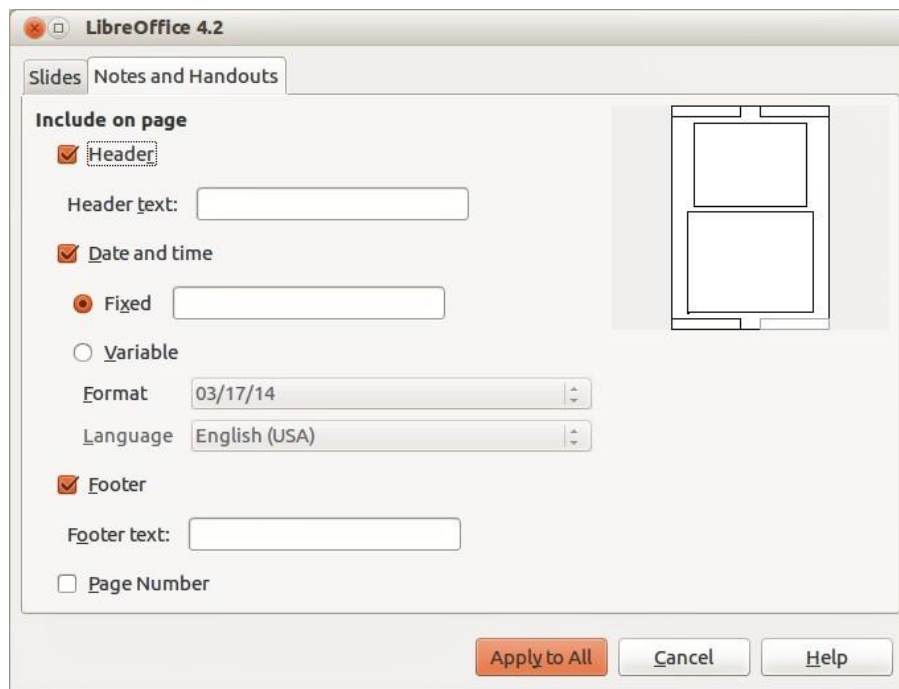 LibreOffice 4.2
Slides Notes and Handouts
Include on page
Header
Header text:
Date and time
Fixed
Variable
Format 03/17/14
Language English (USA)
Footer
Footer text:
Page Number
Apply to All Cancel Help